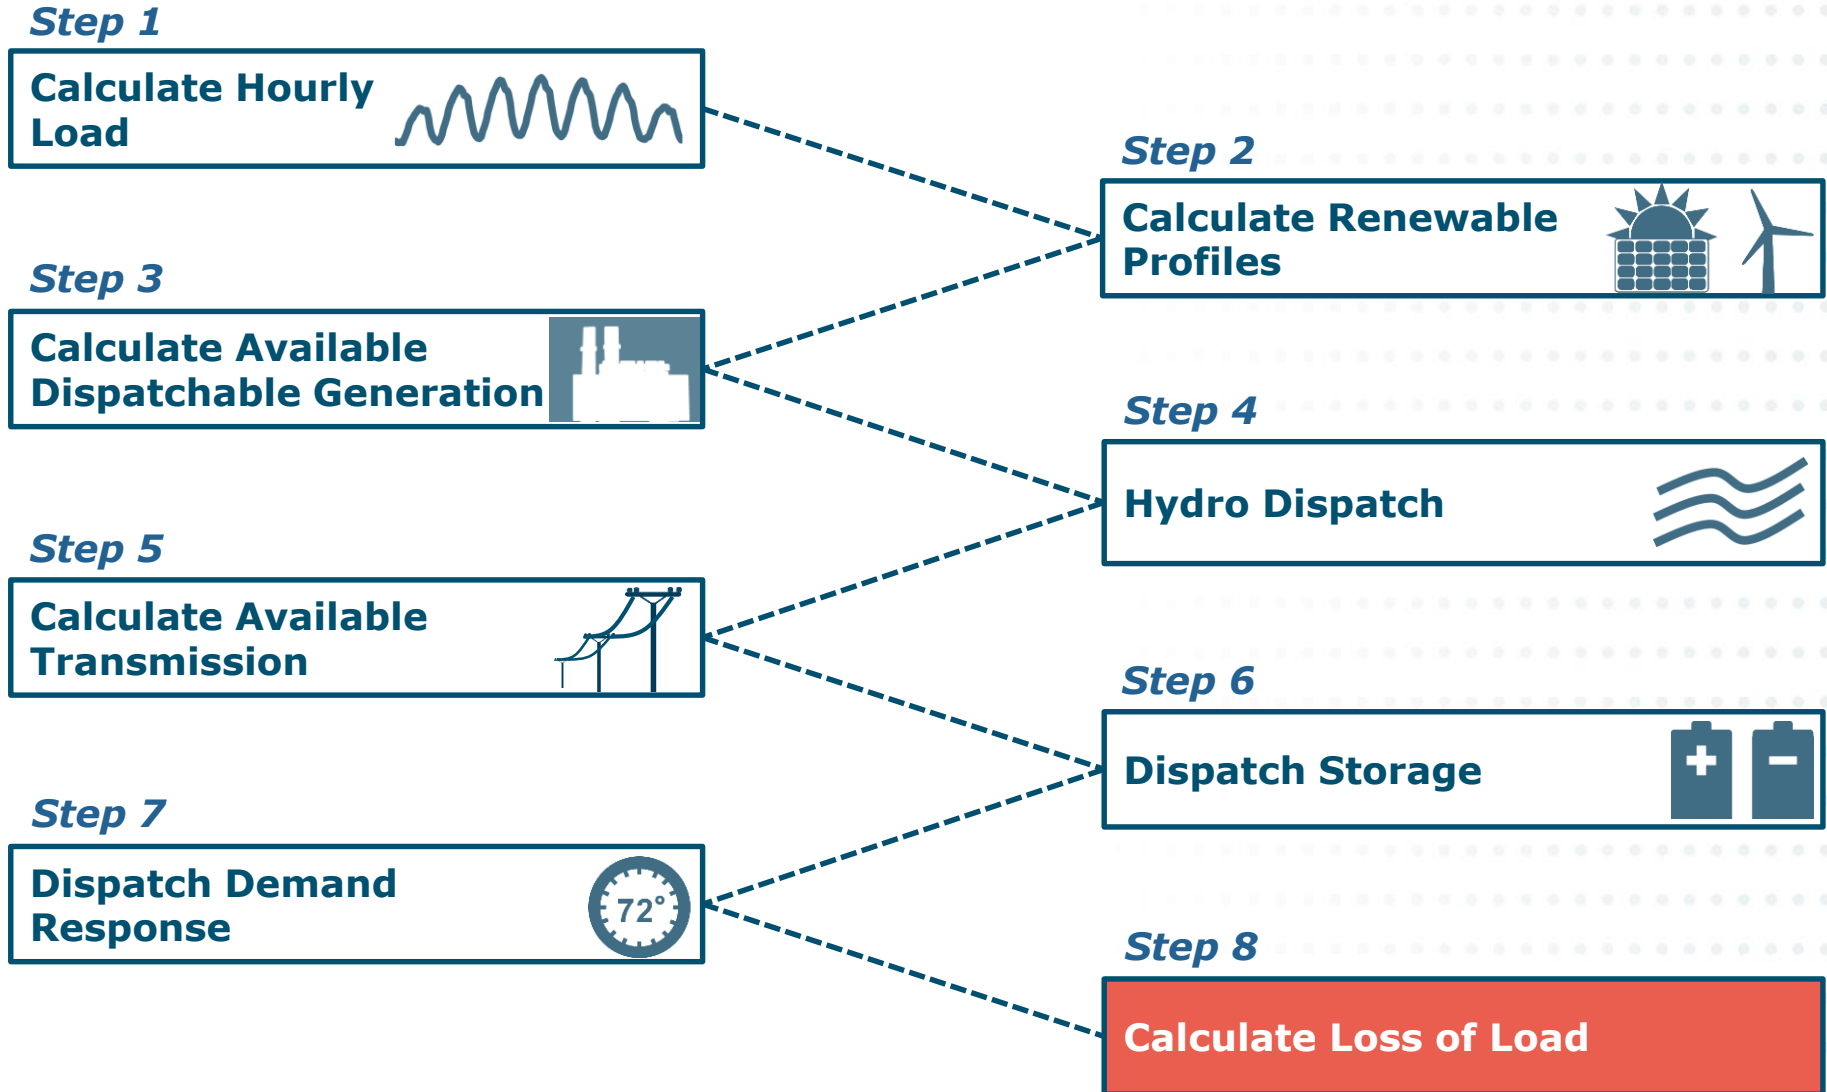 Step 1
Calculate Hourly
Load
Step 2
Calculate Renewable
Profiles
Step 3
Calculate Available
Dispatchable Generation
Step 4
Hydro Dispatch
Step 5
Calculate Available
Transmission
Step 6
Dispatch Storage
Step 7
Dispatch Demand
Response
72°
Step 8
Calculate Loss of Load